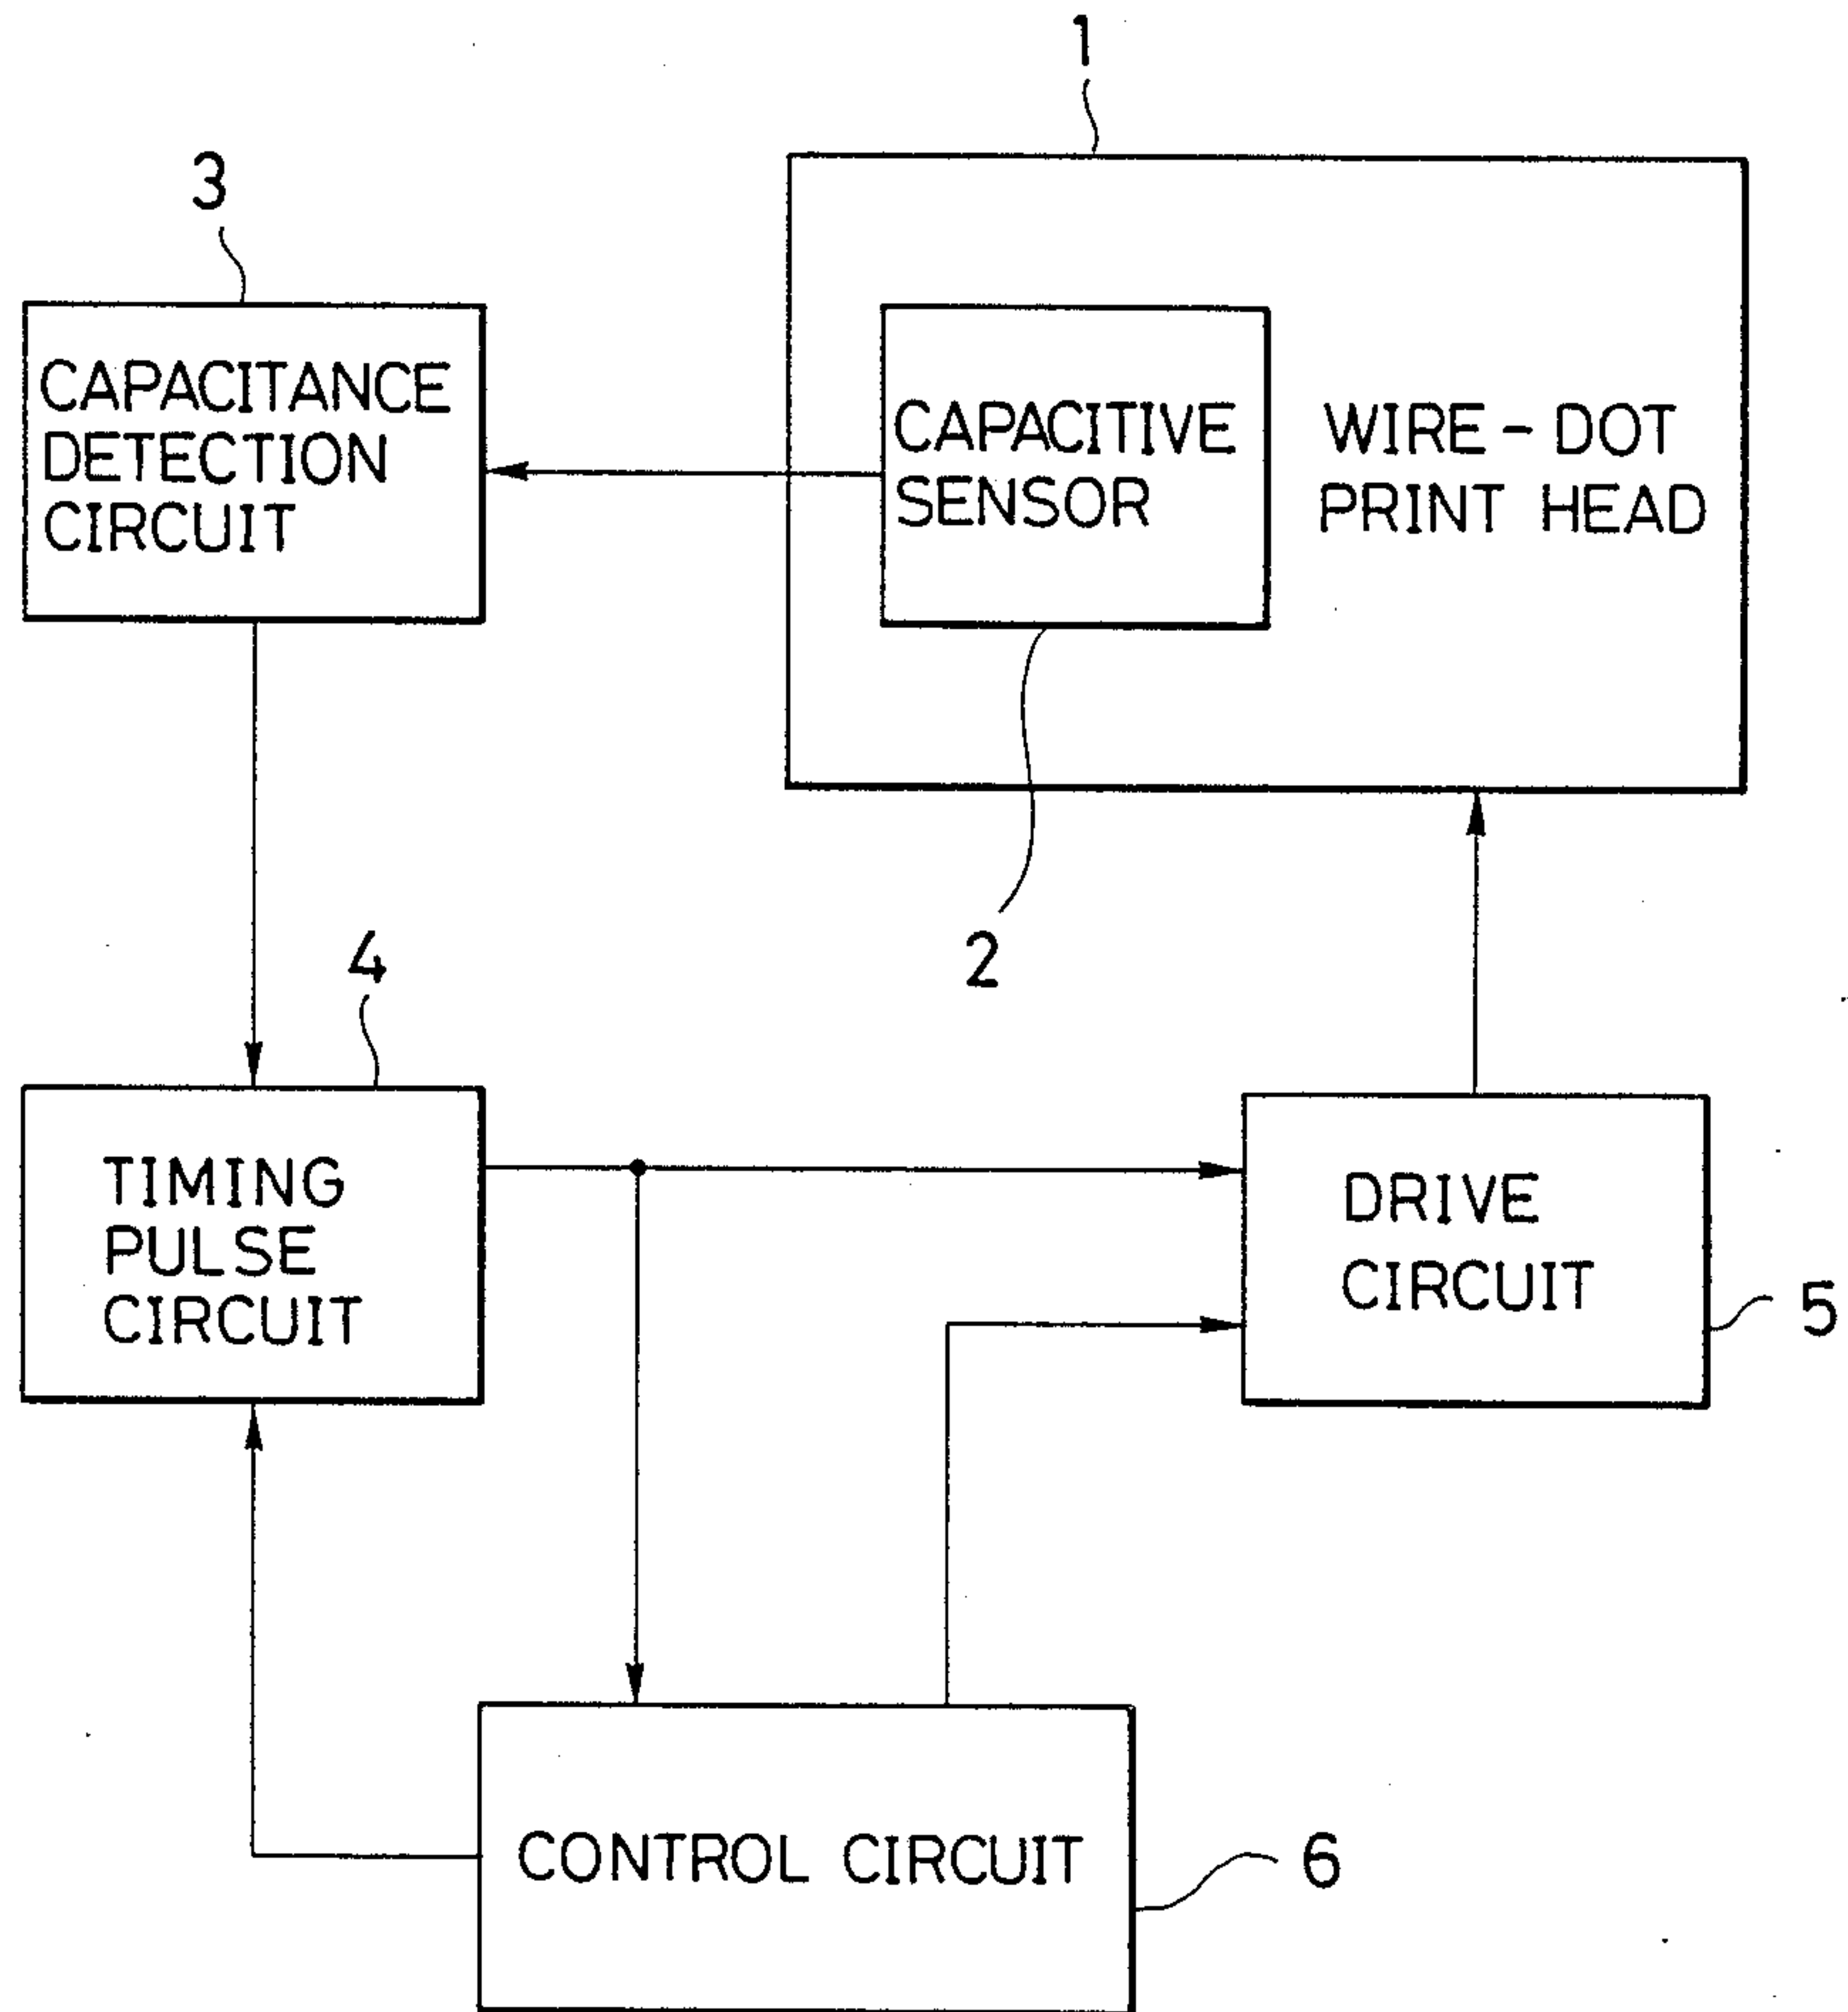 1
3
CAPACITANCE
DETECTION
CIRCUIT
CAPACITIVE
SENSOR
WIRE-DOT
PRINT HEAD
2
4
TIMING
PULSE
CIRCUIT
DRIVE
CIRCUIT
5
CONTROL CIRCUIT
6